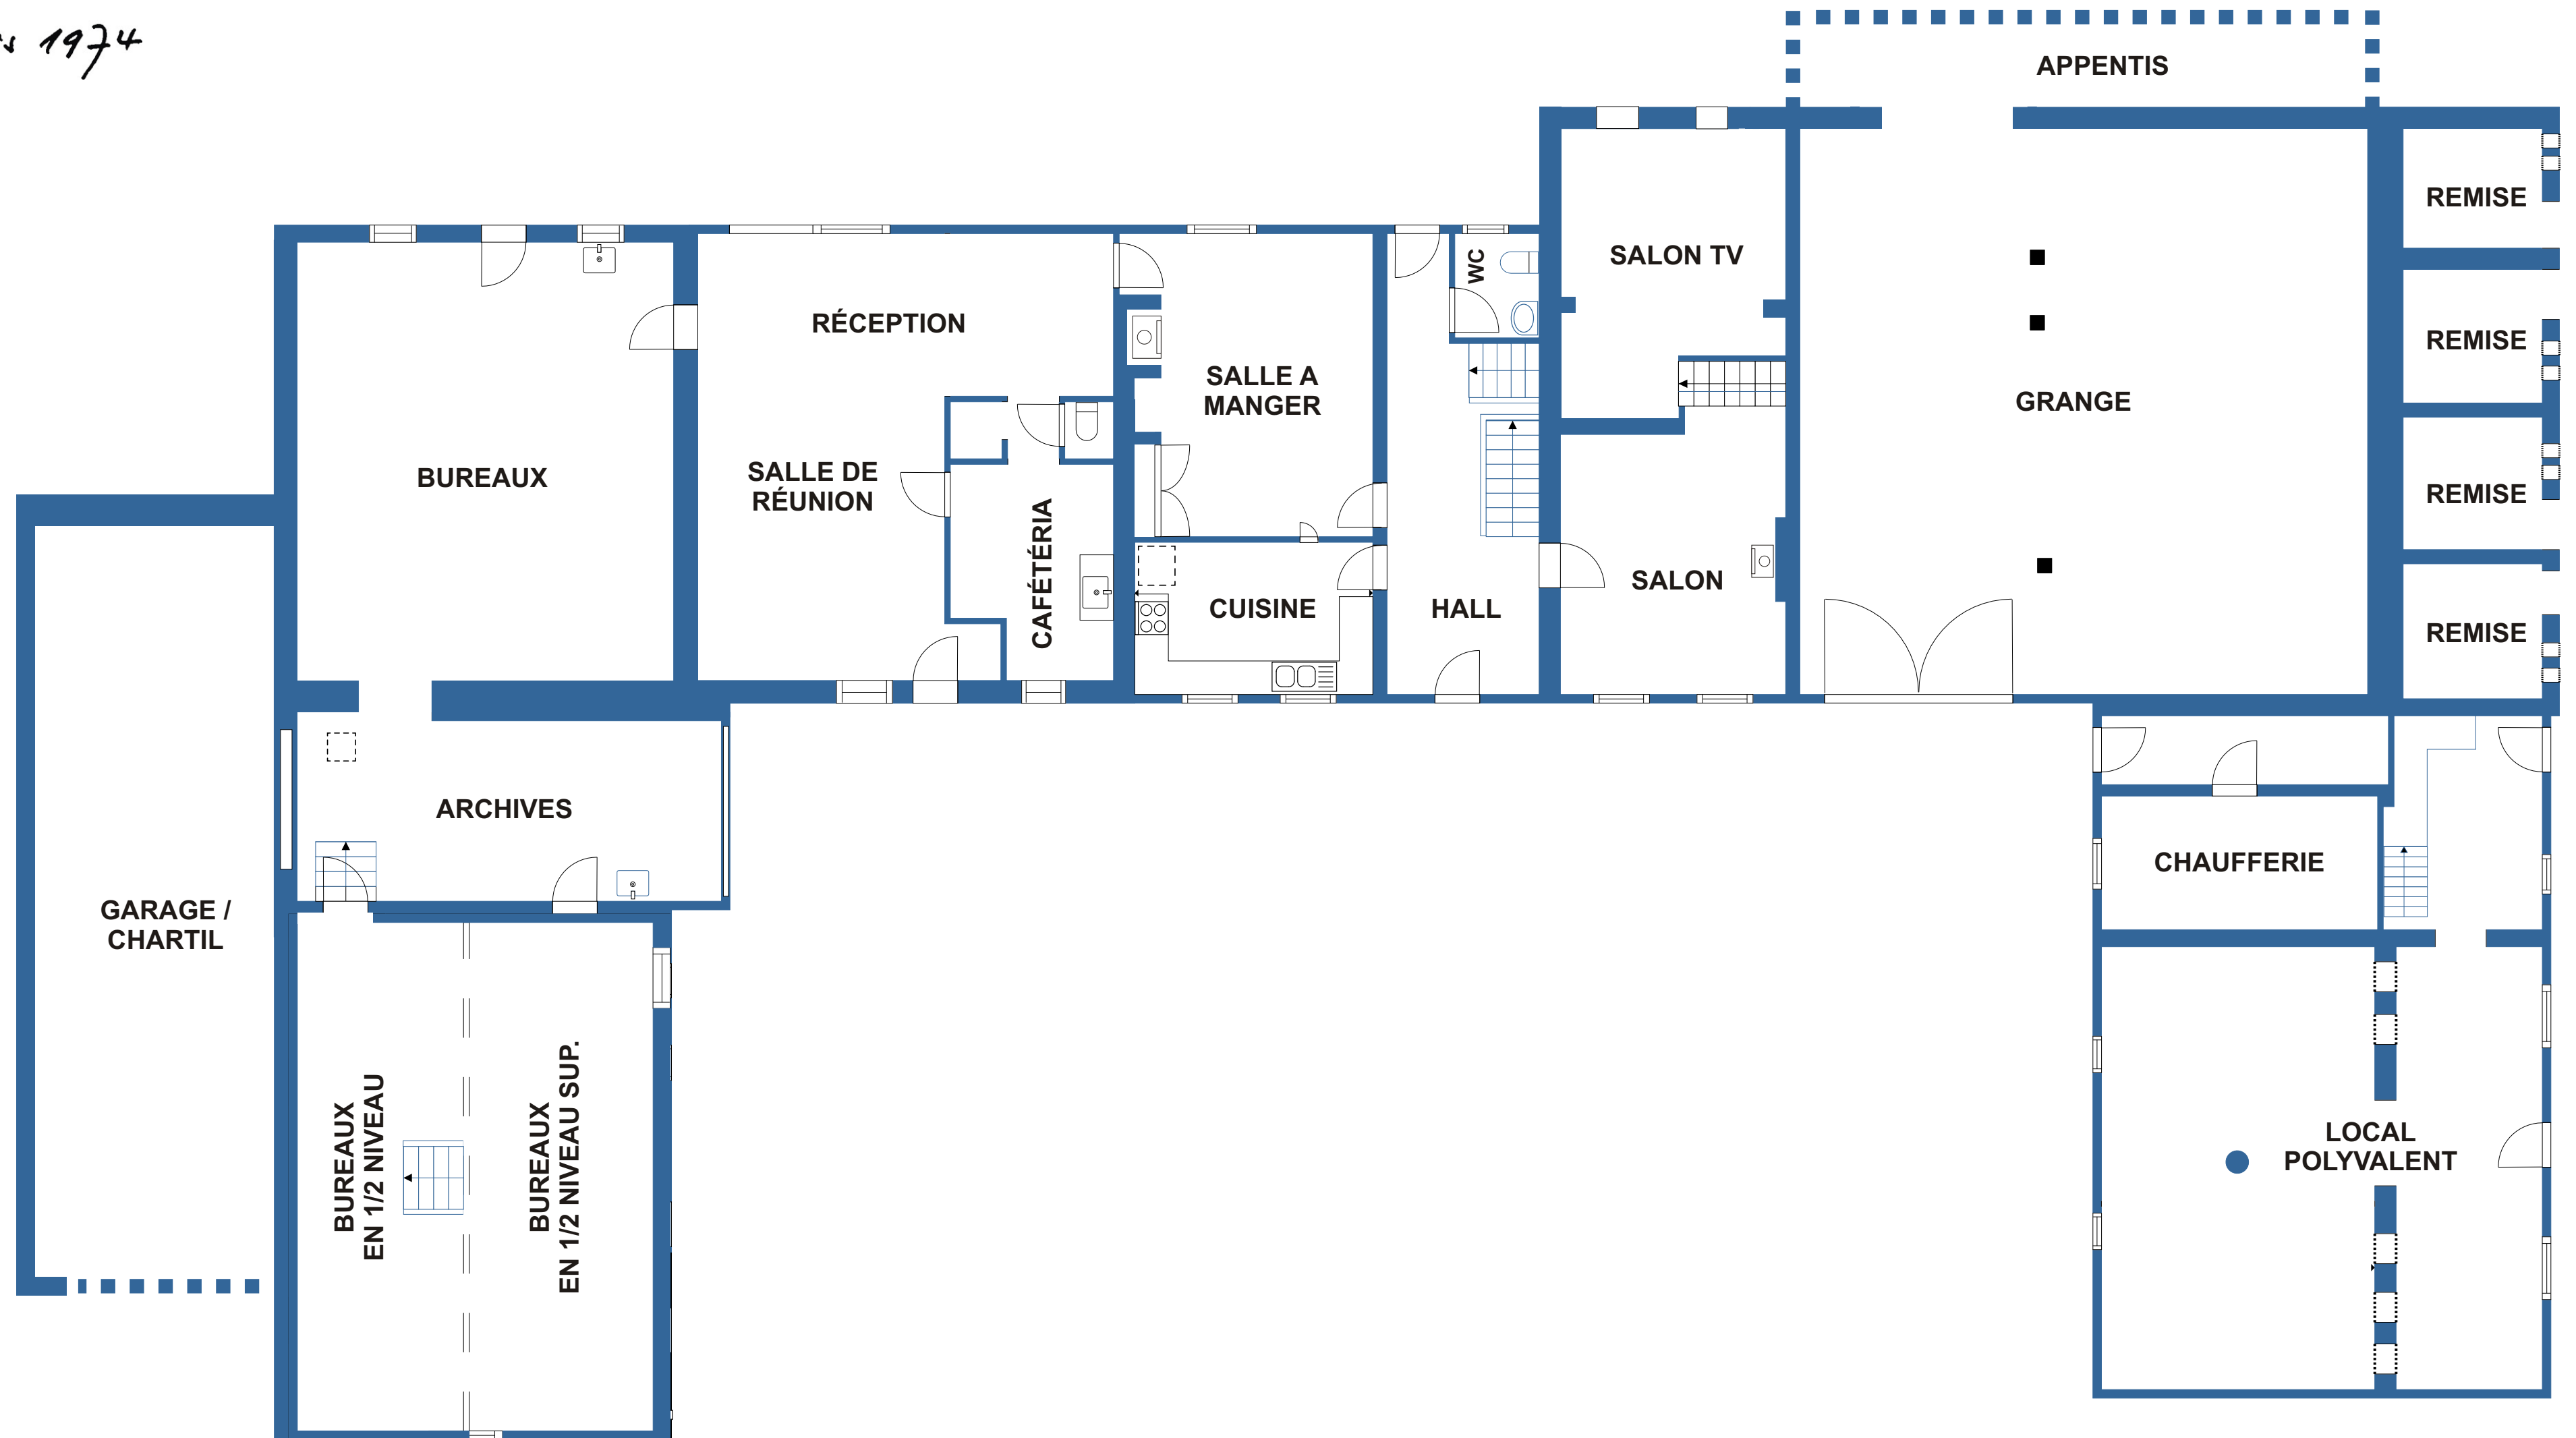 1974
APPENTIS
REMISE
SALON TV
WC
RÉCEPTION
REMISE
SALLE A
MANGER
GRANGE
BUREAUX
SALLE DE
RÉUNION
REMISE
CAFÉTÉRIA
CUISINE
HALL
SALON
REMISE
ARCHIVES
CHAUFFERIE
GARAGE /
CHARTIL
BUREAUX
EN 1/2 NIVEAU
BUREAUX
EN 1/2 NIVEAU SUP.
LOCAL
POLYVALENT